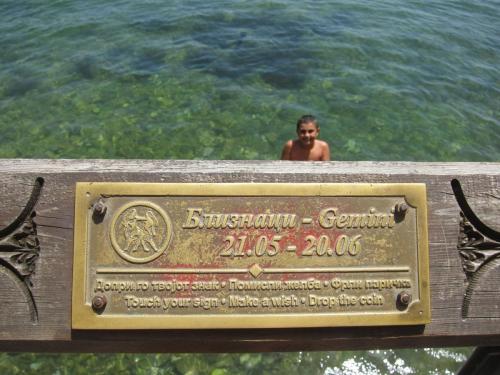 Близнаци - Gemini
21.05 - 20.06
Допри го твојот знак • Помисли желба • Фрли паричка
Touch your sign • Make a wish • Drop the coin